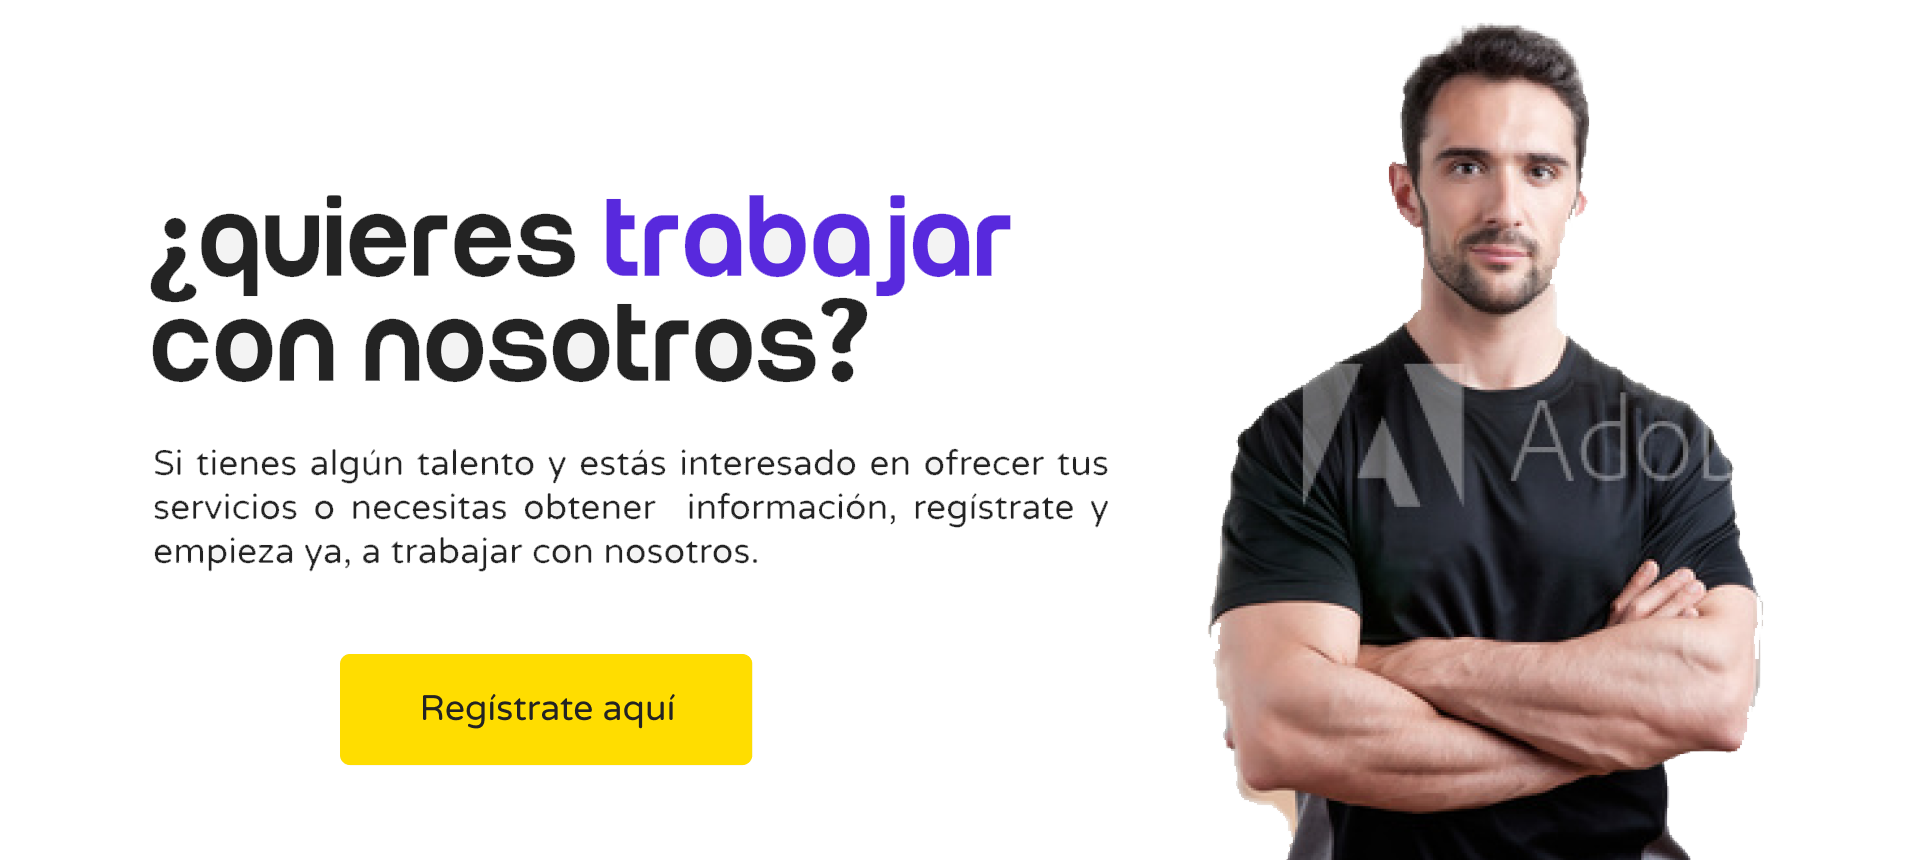 ¿quieres trabajar
con nosotros?
Si tienes algún talento y estás interesado en ofrecer tus
servicios o necesitas obtener información, regístrate y
empieza ya, a trabajar con nosotros.
Regístrate aquí